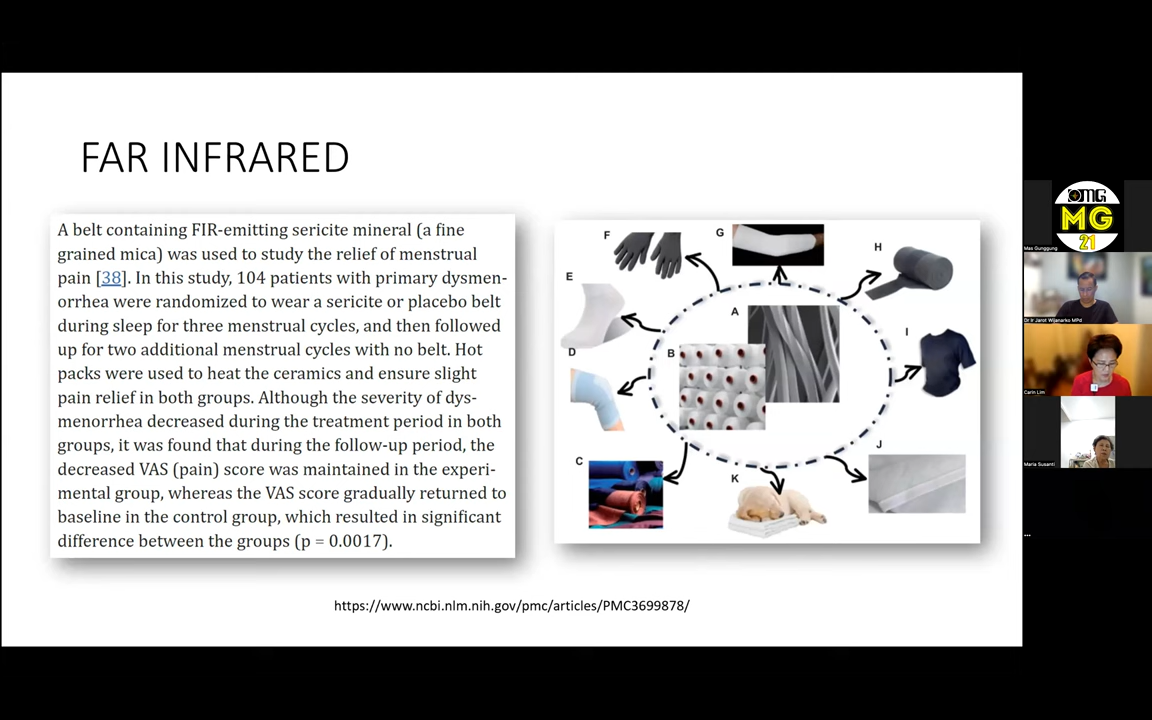 FAR INFRARED
A belt containing FIR-emitting sericite mineral (a fine
grained mica) was used to study the relief of menstrual
pain [38]. In this study, 104 patients with primary dysmen-
orrhea were randomized to wear a sericite or placebo belt
during sleep for three menstrual cycles, and then followed
up for two additional menstrual cycles with no belt. Hot
packs were used to heat the ceramics and enure slight
pain relief in both groups. Although the severity of dys-
menorrhea decreased during the treatment period in both
groups, it was found that during the follow-up period, the
decreased VAS (pain) score was maintained in the experi-
mental group, whereas the VAS score gradually returned to
baseline in the control group, which resulted in significant
difference between the groups (p = 0.0017).
F
G
H
E
A
I
D
B
C
K
J
https://www.ncbi.nlm.nih.gov/pmc/articles/PMC3699878/
OMG
MG
21
Mas Gunggung
Dr Ir Jarot Wijanarko MPd
Carin Lim
Maria Susanti
...